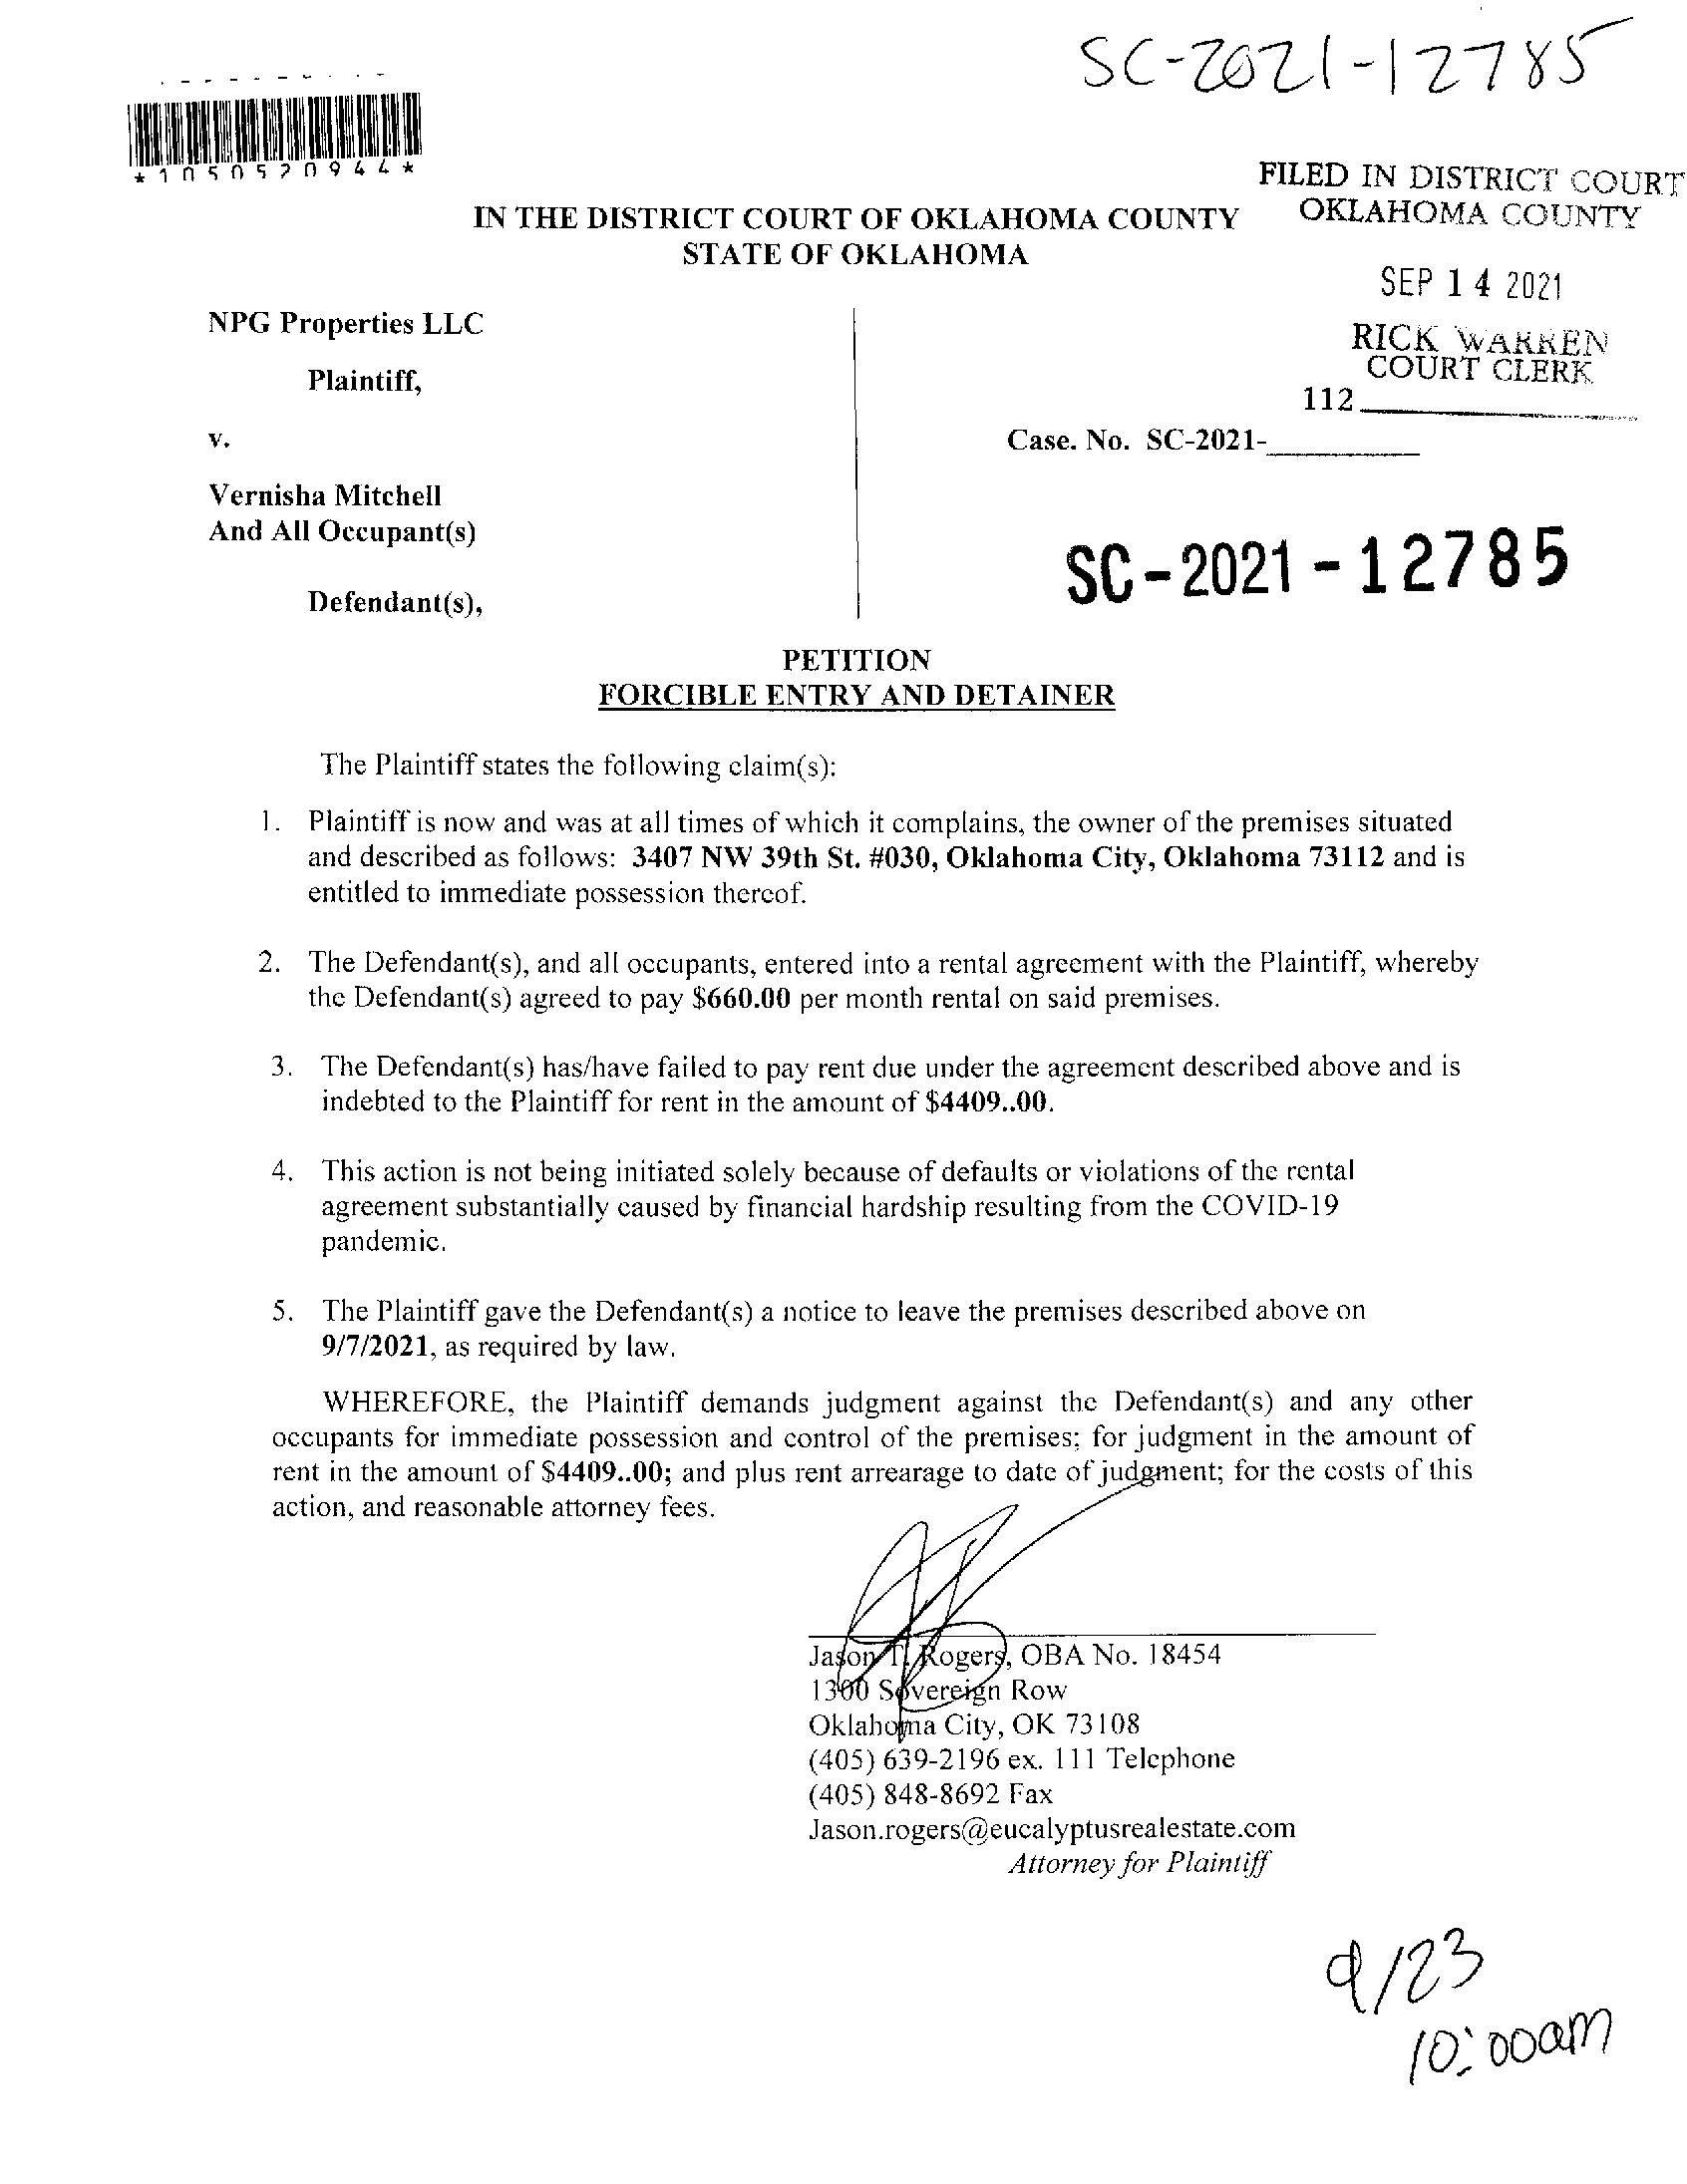 SC-2021-12785
*1050520944*
FILED IN DISTRICT COURT
OKLAHOMA COUNTY
IN THE DISTRICT COURT OF OKLAHOMA COUNTY
STATE OF OKLAHOMA
SEP 14 2021
RICK WARREN
COURT CLERK
112
NPG Properties LLC
Plaintiff,
v.
Case. No. SC-2021-
Vernisha Mitchell
And All Occupant(s)
SC-2021-12785
Defendant(s),
PETITION
FORCIBLE ENTRY AND DETAINER
The Plaintiff states the following claim(s):
1. Plaintiff is now and was at all times of which it complains, the owner of the premises situated
and described as follows: 3407 NW 39th St. #030, Oklahoma City, Oklahoma 73112 and is
entitled to immediate possession thereof.
2. The Defendant(s), and all occupants, entered into a rental agreement with the Plaintiff, whereby
the Defendant(s) agreed to pay $660.00 per month rental on said premises.
3. The Defendant(s) has/have failed to pay rent due under the agreement described above and is
indebted to the Plaintiff for rent in the amount of $4409..00.
4. This action is not being initiated solely because of defaults or violations of the rental
agreement substantially caused by financial hardship resulting from the COVID-19
pandemic.
5. The Plaintiff gave the Defendant(s) a notice to leave the premises described above on
9/7/2021, as required by law.
WHEREFORE, the Plaintiff demands judgment against the Defendant(s) and any other
occupants for immediate possession and control of the premises; for judgment in the amount of
rent in the amount of $4409..00; and plus rent arrearage to date of judgment; for the costs of this
action, and reasonable attorney fees.
Jason T. Rogers, OBA No. 18454
1300 Sovereign Row
Oklahoma City, OK 73108
(405) 639-2196 ex. 111 Telephone
(405) 848-8692 Fax
Jason.rogers@eucalyptusrealestate.com
Attorney for Plaintiff
9/23
10:00am